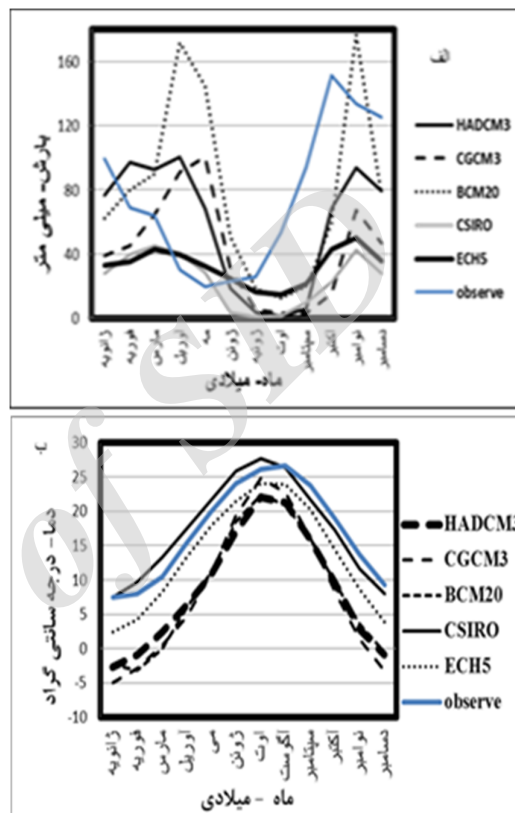 الف
160
120
80
40
0
بارش- میلی متر
ژانویه
فوریه
مارس
آوریل
مه
ژوئن
ژوئیه
اوت
سپتامبر
اکتبر
نوامبر
دسامبر
ماه- میلادی
HADCM3
CGCM3
BCM20
CSIRO
ECH5
observe
30
25
20
15
10
5
0
-5
-10
دما- درجه سانتی گراد
ژانویه
فوریه
مارس
آوریل
می
ژوئن
اوت
آگوست
سپتامبر
اکتبر
نوامبر
دسامبر
ماه - میلادی
HADCM3
CGCM3
BCM20
CSIRO
ECH5
observe
of SID